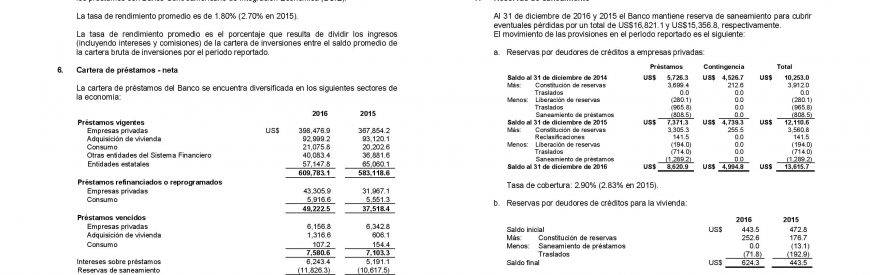 La tasa de rendimiento promedio es de 1.80% (2.70% en 2015).
La tasa de rendimiento promedio es el porcentaje que resulta de dividir los ingresos
(incluyendo intereses y comisiones) de la cartera de inversiones entre el saldo promedio de
la cartera bruta de inversiones por el período reportado.
6. Cartera de préstamos - neta
La cartera de préstamos del Banco se encuentra diversificada en los siguientes sectores de
la economía:
2016 2015
Préstamos vigentes
Empresas privadas US$ 398,476.9 367,854.2
Adquisición de vivienda 92,999.2 93,120.1
Consumo 21,075.8 20,202.6
Otras entidades del Sistema Financiero 40,083.4 36,881.6
Entidades estatales 57,147.8 65,060.1
609,783.1 583,118.6
Préstamos refinanciados o reprogramados
Empresas privadas 43,305.9 31,967.1
Consumo 5,916.6 5,551.3
49,222.5 37,518.4
Préstamos vencidos
Empresas privadas 6,156.8 6,342.8
Adquisición de vivienda 1,316.6 606.1
Consumo 107.2 154.4
7,580.6 7,103.3
Intereses sobre préstamos 6,243.4 5,191.1
Reservas de saneamiento (11,826.3) (10,617.5)
Al 31 de diciembre de 2016 y 2015 el Banco mantiene reserva de saneamiento para cubrir
eventuales pérdidas por un total de US$16,821.1 y US$15,356.8, respectivamente.
El movimiento de las provisiones en el período reportado es el siguiente:
a. Reservas por deudores de créditos a empresas privadas:
Préstamos Contingencia Total
Saldo al 31 de diciembre de 2014 US$ 5,726.3 US$ 4,526.7 US$ 10,253.0
Más: Constitución de reservas 3,699.4 212.6 3,912.0
Traslados 0.0 0.0 0.0
Menos: Liberación de reservas (280.1) 0.0 (280.1)
Traslados (965.8) 0.0 (965.8)
Saneamiento de préstamos (808.5) 0.0 (808.5)
Saldo al 31 de diciembre de 2015 US$ 7,371.3 US$ 4,739.3 US$ 12,110.6
Más: Constitución de reservas 3,305.3 255.5 3,560.8
Reclasificaciones 141.5 0.0 141.5
Menos: Liberación de reservas (194.0) 0.0 (194.0)
Traslados (714.0) 0.0 (714.0)
Saneamiento de préstamos (1,289.2) 0.0 (1,289.2)
Saldo al 31 de diciembre de 2016 US$ 8,620.9 US$ 4,994.8 US$ 13,615.7
Tasa de cobertura: 2.90% (2.83% en 2015).
b. Reservas por deudores de créditos para la vivienda:
2016 2015
Saldo inicial US$ 443.5 472.8
Más: Constitución de reservas 252.6 176.7
Menos: Saneamiento de préstamos 0.0 (13.1)
Traslados (71.8) (192.9)
Saldo final US$ 624.3 443.5